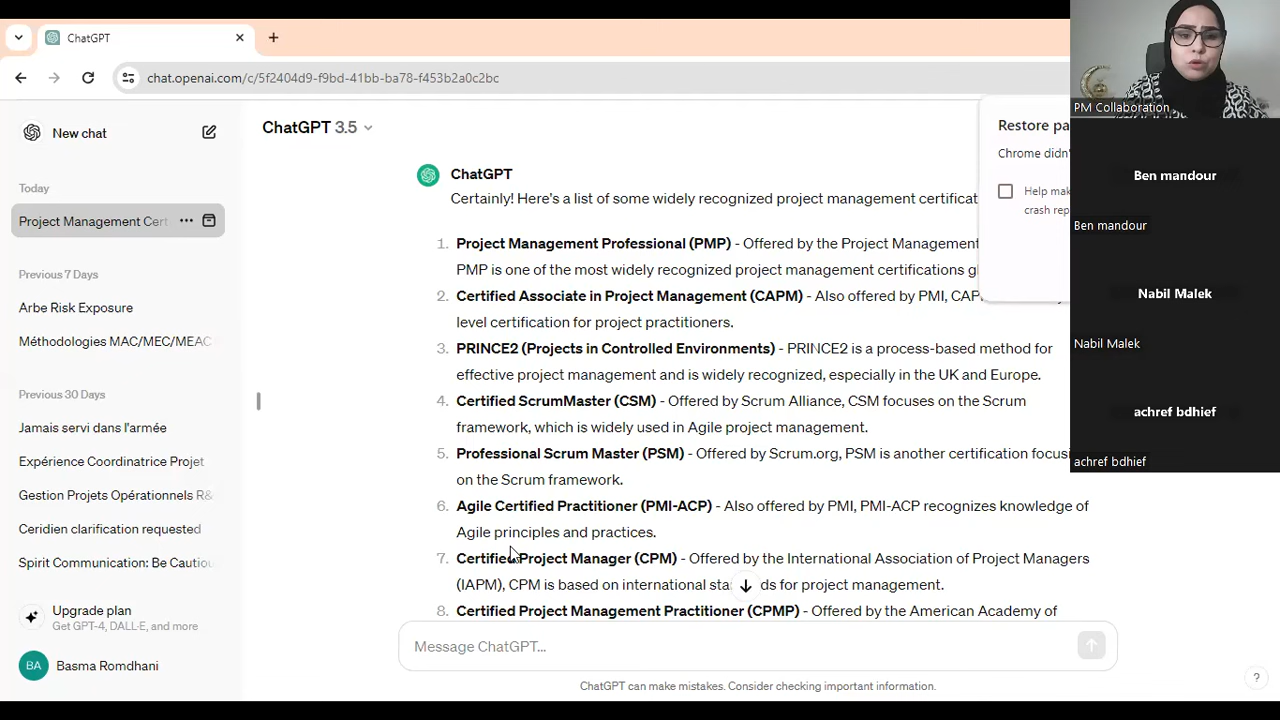 ChatGPT
chat.openai.com/c/5f2404d9-f9bd-41bb-ba78-f453b2a0c2bc
New chat
Today
Project Management Cert
Previous 7 Days
Arbe Risk Exposure
Méthodologies MAC/MEC/MEAC
Previous 30 Days
Jamais servi dans l'armée
Expérience Coordinatrice Projet
Gestion Projets Opérationnels R&
Ceridien clarification requested
Spirit Communication: Be Cautiou
Upgrade plan
Get GPT-4, DALL·E, and more
BA Basma Romdhani
ChatGPT 3.5
ChatGPT
Certainly! Here's a list of some widely recognized project management certificat
1. Project Management Professional (PMP) - Offered by the Project Management
PMP is one of the most widely recognized project management certifications
2. Certified Associate in Project Management (CAPM) - Also offered by PMI,
level certification for project practitioners.
3. PRINCE2 (Projects in Controlled Environments) - PRINCE2 is a process-based method for
effective project management and is widely recognized, especially in the UK and Europe.
4. Certified ScrumMaster (CSM) - Offered by Scrum Alliance, CSM focuses on the Scrum
framework, which is widely used in Agile project management.
5. Professional Scrum Master (PSM) - Offered by Scrum.org, PSM is another certification focusi
on the Scrum framework.
6. Agile Certified Practitioner (PMI-ACP) - Also offered by PMI, PMI-ACP recognizes knowledge of
Agile principles and practices.
7. Certified Project Manager (CPM) - Offered by the International Association of Project Managers
(IAPM), CPM is based on international sta ds for project management.
8. Certified Project Management Practitioner (CPMP) - Offered by the American Academy of
Message ChatGPT...
ChatGPT can make mistakes. Consider checking important information.
?
Restore pa
Chrome didn'
Help mak
crash rep
PM Collaboration
Ben mandour
Ben mandour
Nabil Malek
Nabil Malek
achref bdhief
achref bdhief